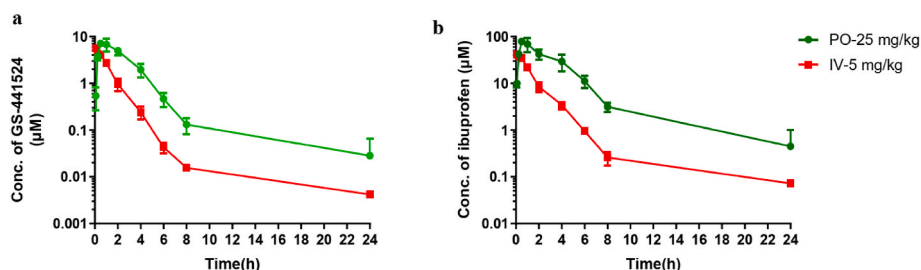 a
Conc. of GS-441524
(μM)
10
1
0.1
0.01
0.001
0 2 4 6 8 10 12 14 16 18 20 22 24
Time(h)
b
Conc. of ibuprofen (μM)
100
10
1
0.1
0.01
0 2 4 6 8 10 12 14 16 18 20 22 24
Time(h)
PO-25 mg/kg
IV-5 mg/kg